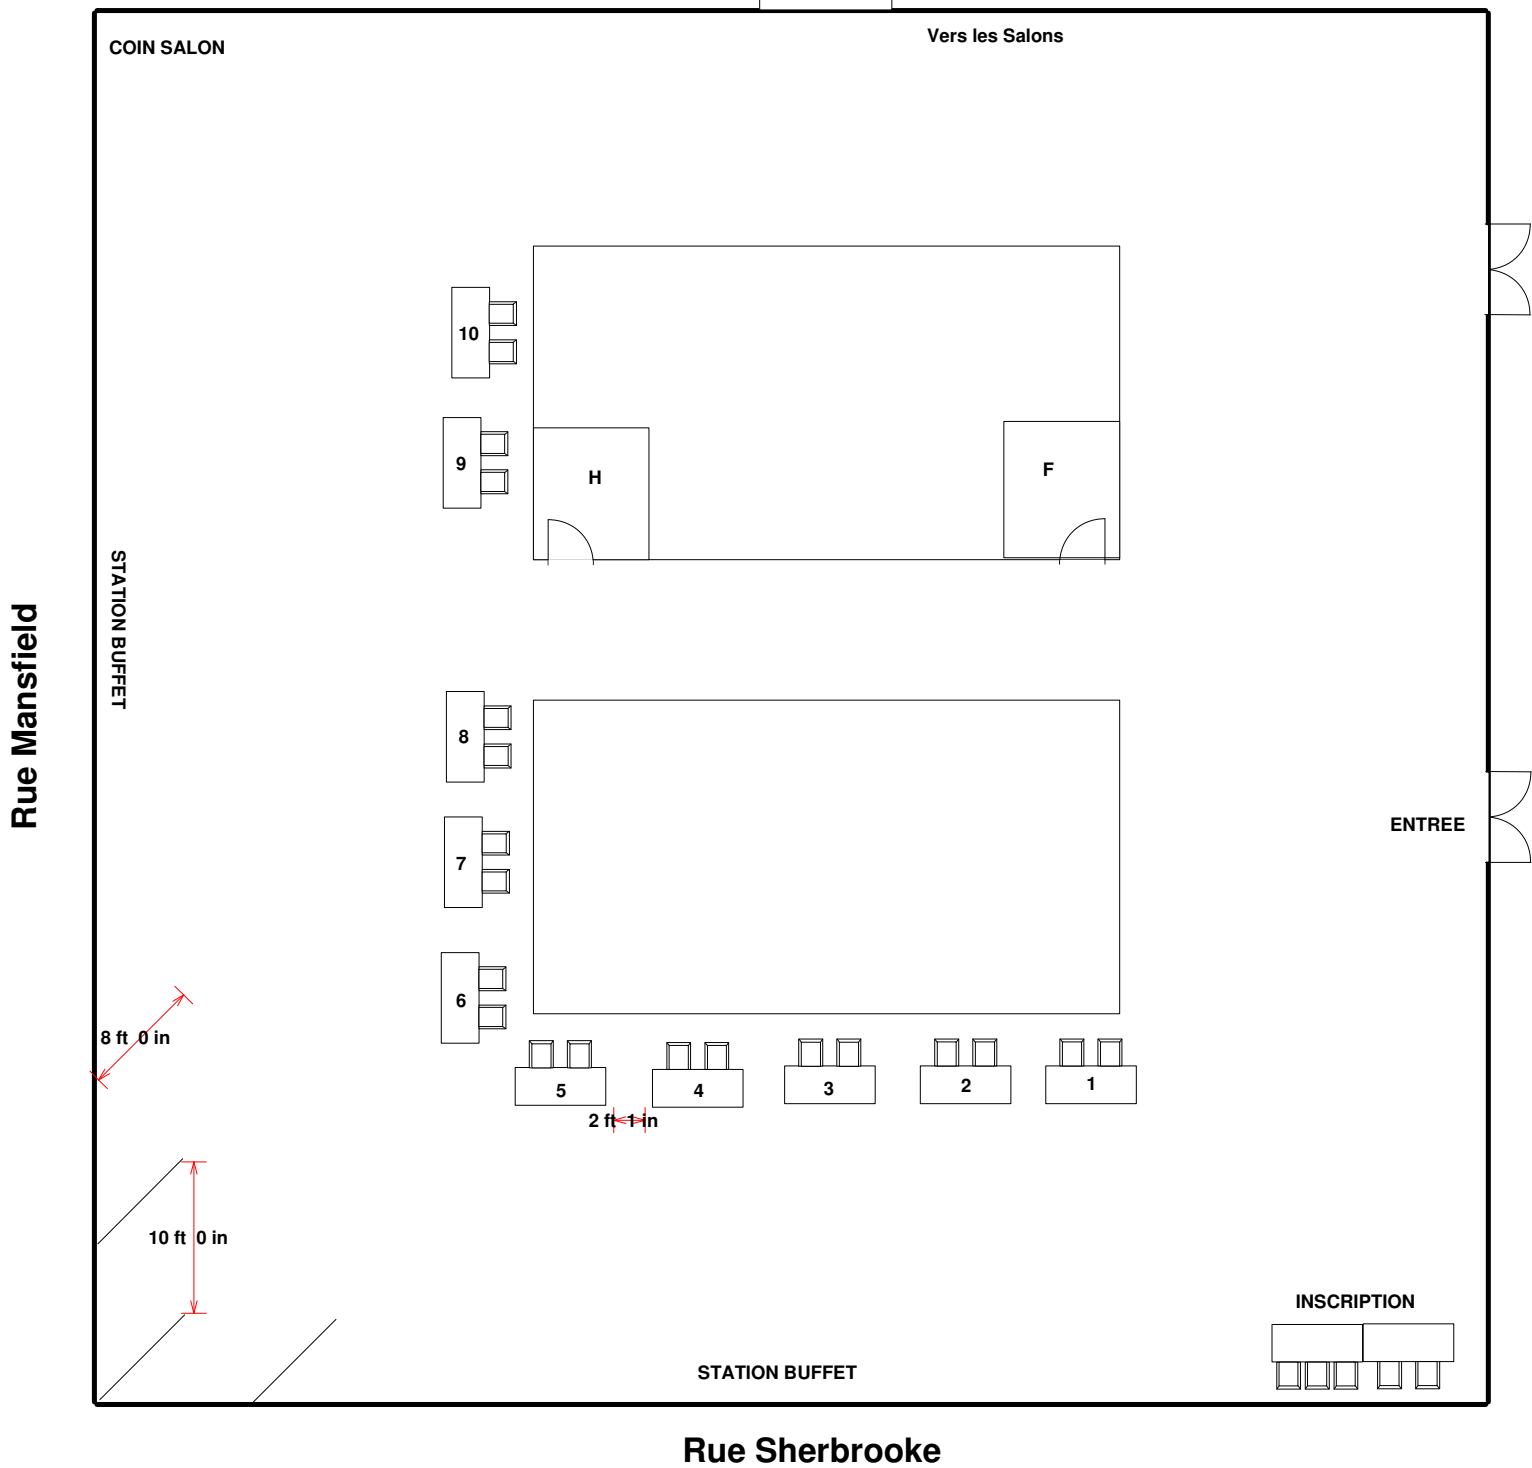 COIN SALON
Vers les Salons
10
9
H
F
STATION BUFFET
Rue Mansfield
8
7
ENTREE
6
8 ft 0 in
5
4
3
2
1
2 ft 1 in
10 ft 0 in
INSCRIPTION
STATION BUFFET
Rue Sherbrooke